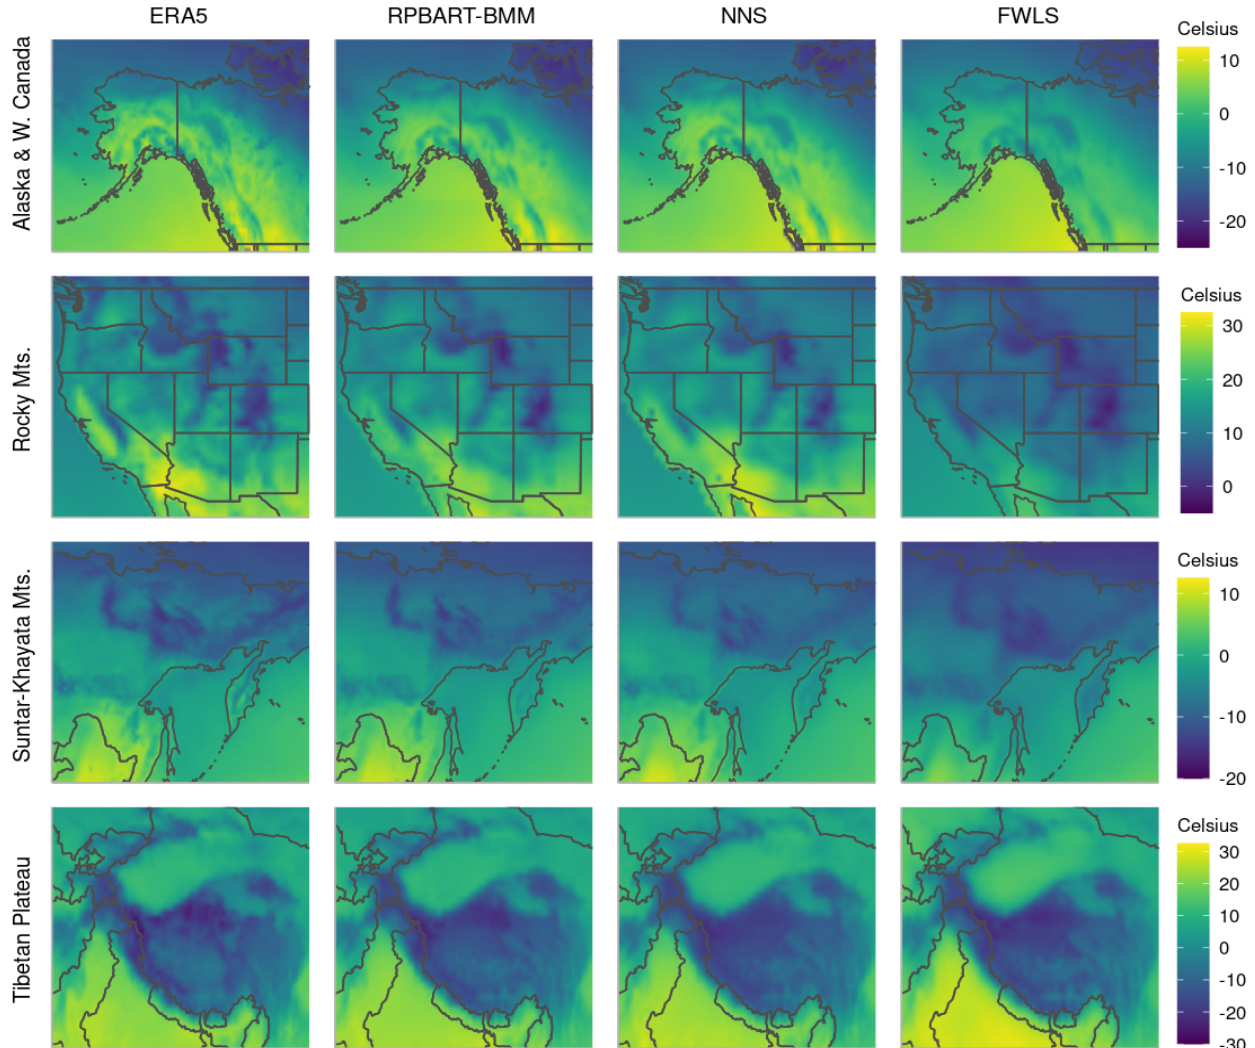 ERA5 RPBART-BMM NNS FWLS
Alaska & W. Canada
Celsius
10
0
-10
-20
Rocky Mts.
Celsius
30
20
10
0
Suntar-Khayata Mts.
Celsius
10
0
-10
-20
Tibetan Plateau
Celsius
30
20
10
0
-10
-20
-30